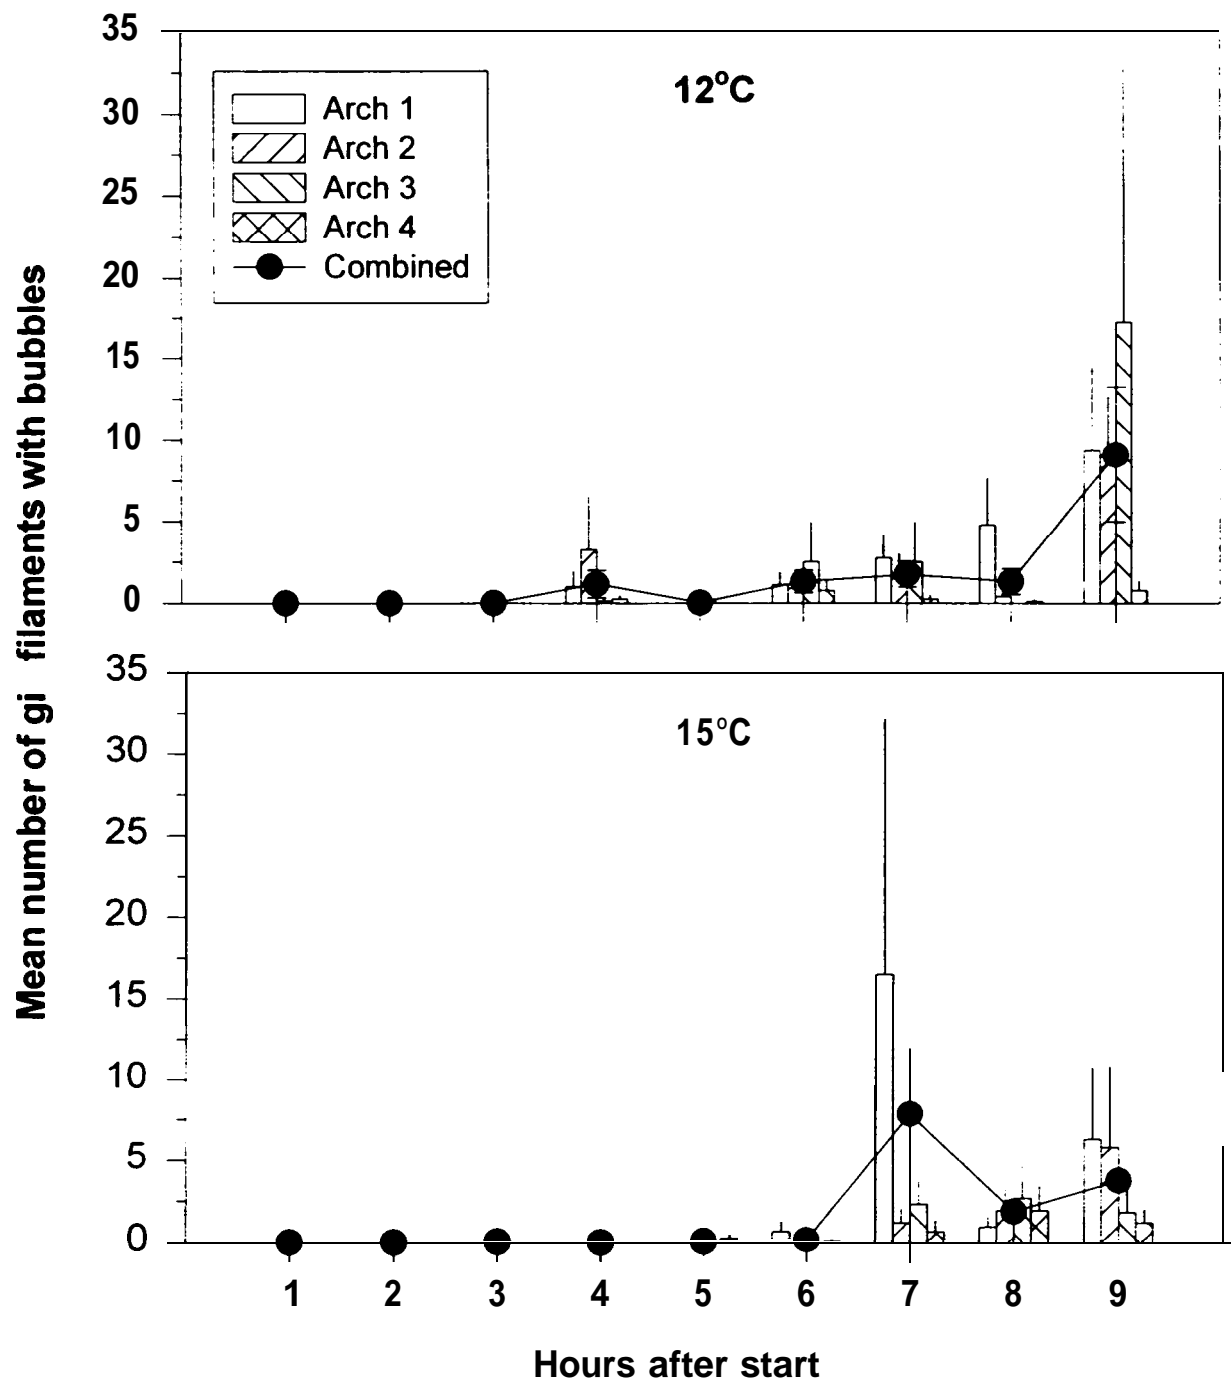 Mean number of gi filaments with bubbles
35
30
25
20
15
10
5
0
12°C
Arch 1
Arch 2
Arch 3
Arch 4
Combined
35
30
25
20
15
10
5
0
15°C
1 2 3 4 5 6 7 8 9
Hours after start